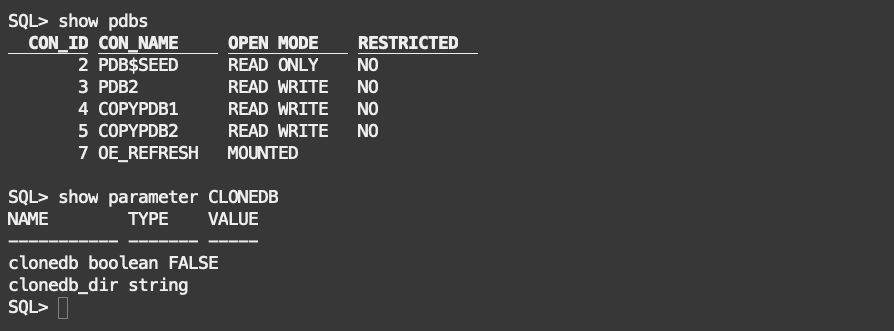 SQL> show pdbs
CON_ID CON_NAME OPEN MODE RESTRICTED
2 PDB$SEED READ ONLY NO
3 PDB2 READ WRITE NO
4 COPYPDB1 READ WRITE NO
5 COPYPDB2 READ WRITE NO
7 OE_REFRESH MOUNTED
SQL> show parameter CLONEDB
NAME TYPE VALUE
----------- ------- -----
clonedb boolean FALSE
clonedb_dir string
SQL>